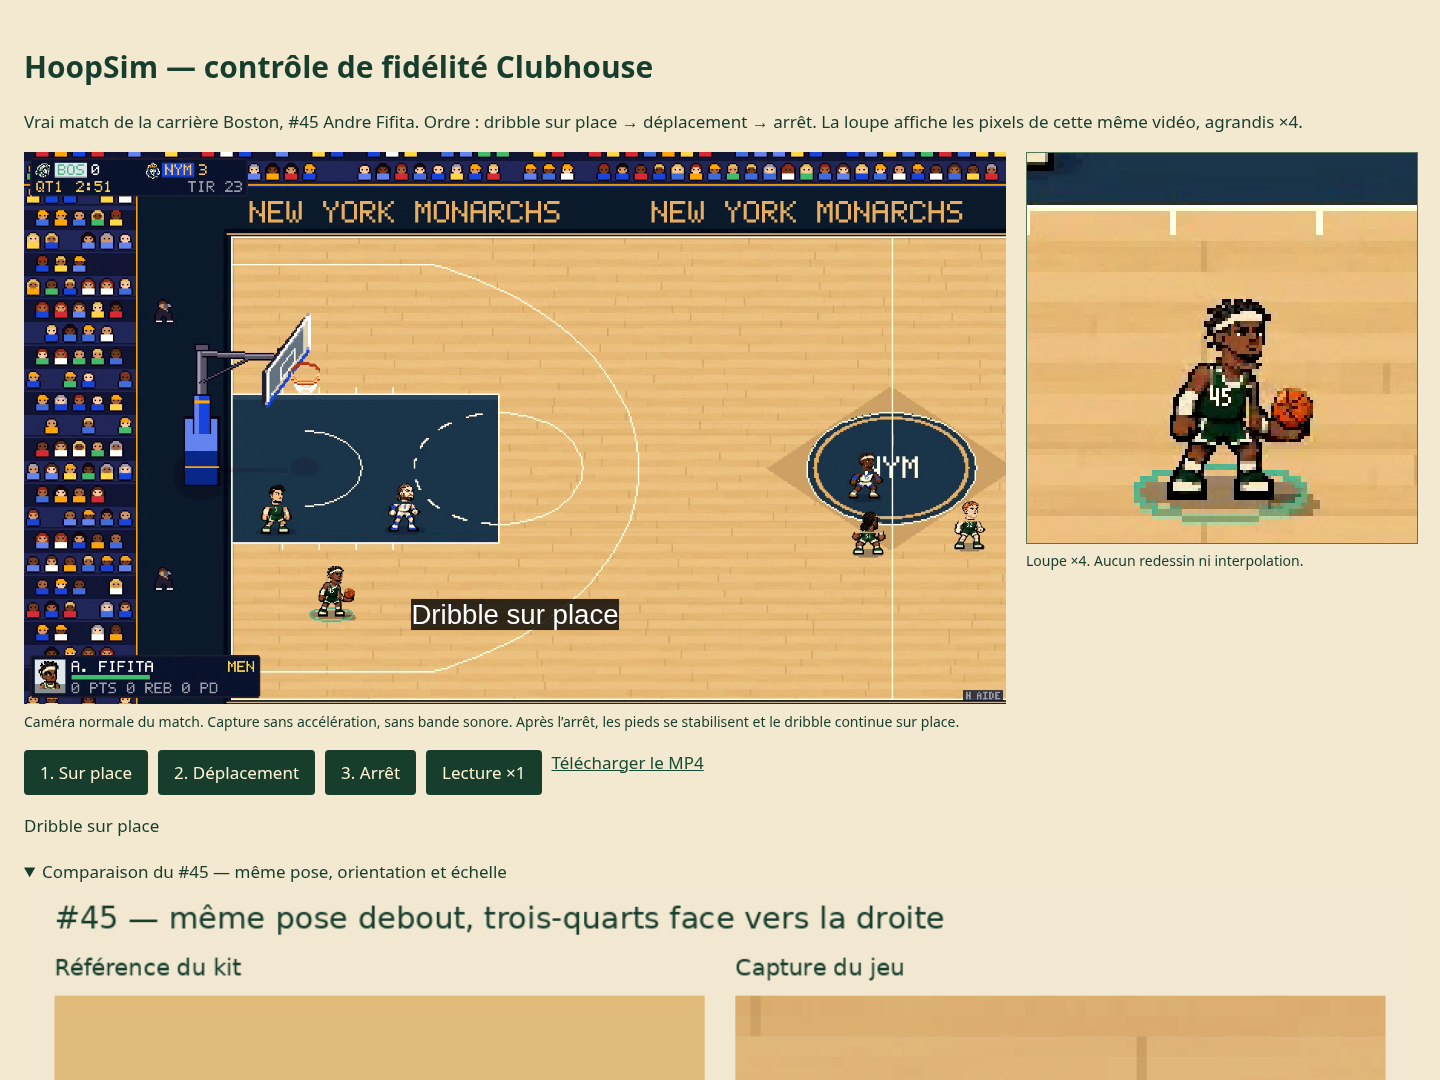 HoopSim — contrôle de fidélité Clubhouse
Vrai match de la carrière Boston, #45 Andre Fifita. Ordre : dribble sur place → déplacement → arrêt. La loupe affiche les pixels de cette même vidéo, agrandis ×4.
BOS 0 NYM 3
QT1 2:51 TIR 23
NEW YORK MONARCHS NEW YORK MONARCHS
NYM
45
Dribble sur place
A. FIFITA MEN
0 PTS 0 REB 0 PD
H AIDE
Loupe ×4. Aucun redessin ni interpolation.
Caméra normale du match. Capture sans accélération, sans bande sonore. Après l’arrêt, les pieds se stabilisent et le dribble continue sur place.
1. Sur place 2. Déplacement 3. Arrêt Lecture ×1 Télécharger le MP4
Dribble sur place
▼ Comparaison du #45 — même pose, orientation et échelle
#45 — même pose debout, trois-quarts face vers la droite
Référence du kit Capture du jeu